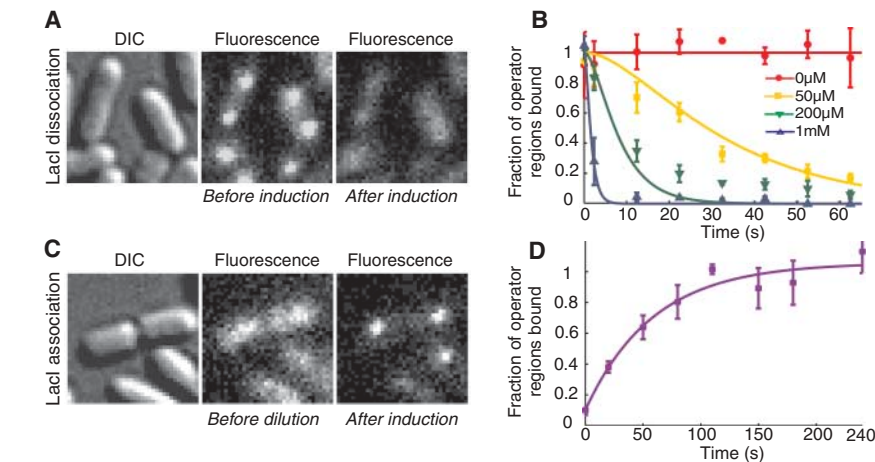 A
DIC
Fluorescence
Fluorescence
LacI dissociation
Before induction
After induction
B
Fraction of operator
regions bound
1
0.8
0.6
0.4
0.2
0
0μM
50μM
200μM
1mM
0
10
20
30
40
50
60
Time (s)
C
DIC
Fluorescence
Fluorescence
LacI association
Before dilution
After induction
D
Fraction of operator
regions bound
1
0.8
0.6
0.4
0.2
0
0
50
100
150
200
240
Time (s)